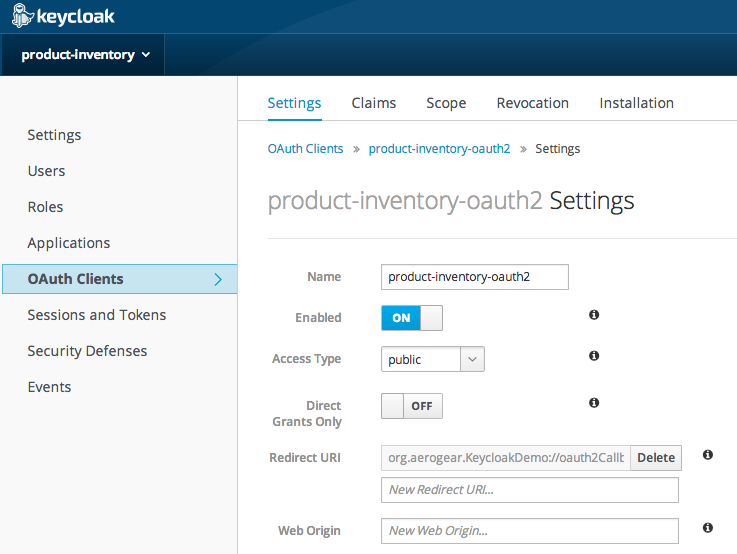 keycloak
product-inventory
Settings Claims Scope Revocation Installation
Settings
Users
Roles
Applications
OAuth Clients
Sessions and Tokens
Security Defenses
Events
OAuth Clients » product-inventory-oauth2 » Settings
product-inventory-oauth2 Settings
Name product-inventory-oauth2
Enabled ON
Access Type public
Direct
Grants Only OFF
Redirect URI org.aerogear.KeycloakDemo://oauth2Callb Delete
New Redirect URI...
Web Origin New Web Origin...